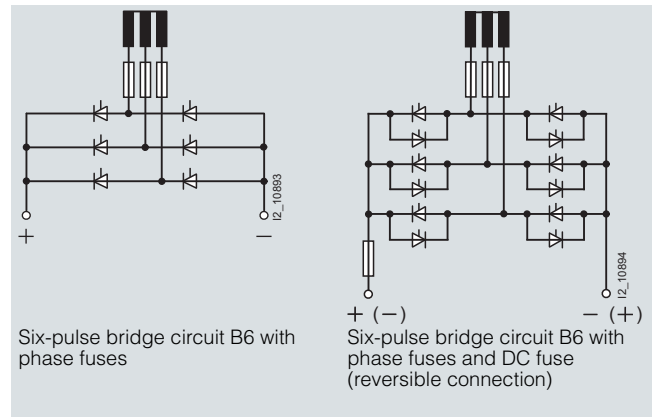 I2_10893
+
−
I2_10894
+ (−)
− (+)
Six-pulse bridge circuit B6 with
phase fuses
Six-pulse bridge circuit B6 with
phase fuses and DC fuse
(reversible connection)